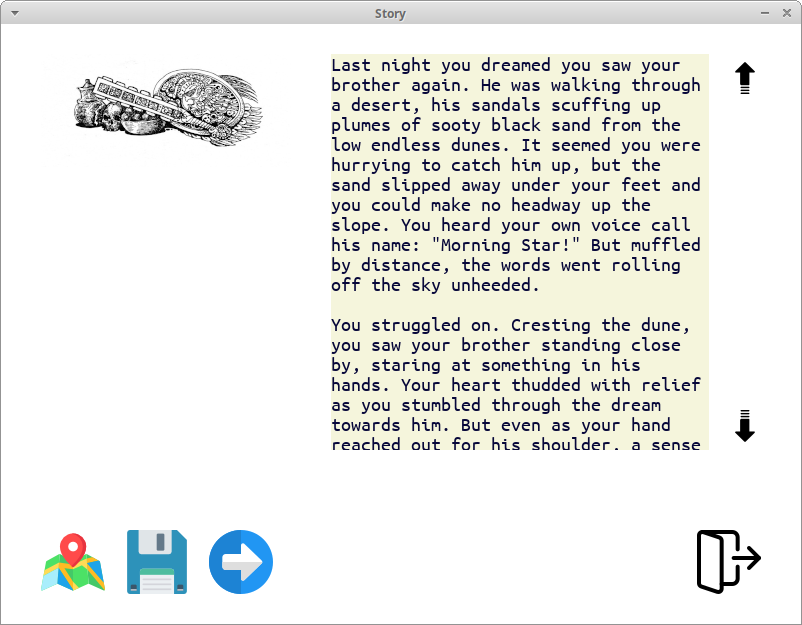 Story
Last night you dreamed you saw your
brother again. He was walking through
a desert, his sandals scuffing up
plumes of sooty black sand from the
low endless dunes. It seemed you were
hurrying to catch him up, but the
sand slipped away under your feet and
you could make no headway up the
slope. You heard your own voice call
his name: "Morning Star!" But muffled
by distance, the words went rolling
off the sky unheeded.

You struggled on. Cresting the dune,
you saw your brother standing close
by, staring at something in his
hands. Your heart thudded with relief
as you stumbled through the dream
towards him. But even as your hand
reached out for his shoulder, a sense